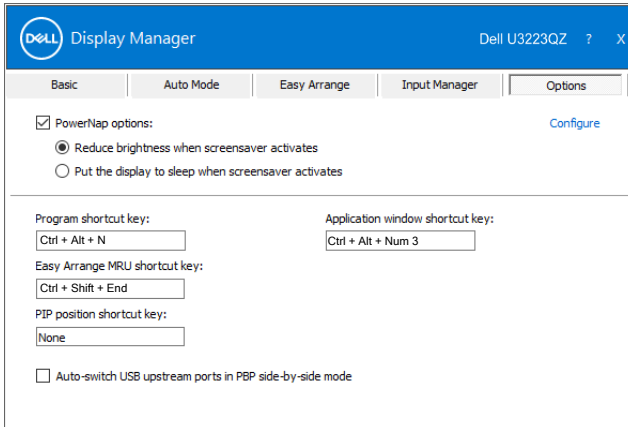 DELL Display Manager Dell U3223QZ ? X
Basic Auto Mode Easy Arrange Input Manager Options
PowerNap options: Configure
Reduce brightness when screensaver activates
Put the display to sleep when screensaver activates
Program shortcut key: Application window shortcut key:
Ctrl + Alt + N Ctrl + Alt + Num 3
Easy Arrange MRU shortcut key:
Ctrl + Shift + End
PIP position shortcut key:
None
Auto-switch USB upstream ports in PBP side-by-side mode